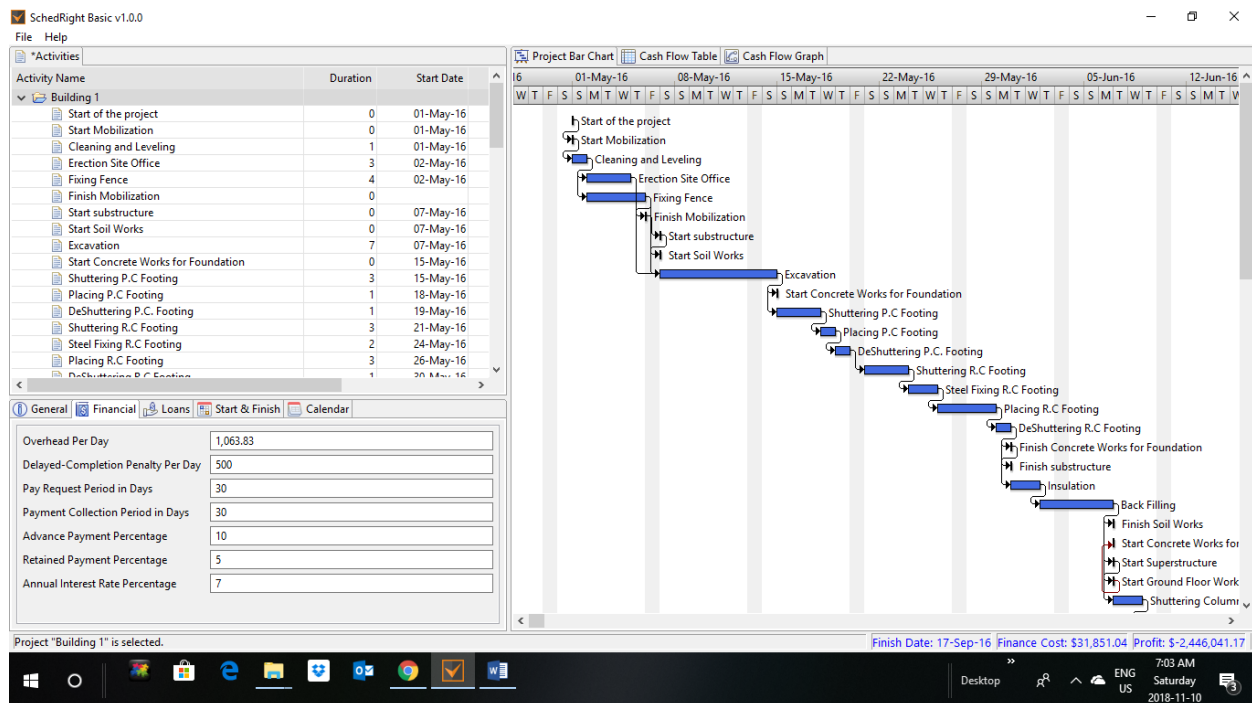 SchedRight Basic v1.0.0
File Help
*Activities
Activity Name Duration Start Date
Building 1
Start of the project 0 01-May-16
Start Mobilization 0 01-May-16
Cleaning and Leveling 1 01-May-16
Erection Site Office 3 02-May-16
Fixing Fence 4 02-May-16
Finish Mobilization 0
Start substructure 0 07-May-16
Start Soil Works 0 07-May-16
Excavation 7 07-May-16
Start Concrete Works for Foundation 0 15-May-16
Shuttering P.C Footing 3 15-May-16
Placing P.C Footing 1 18-May-16
DeShuttering P.C. Footing 1 19-May-16
Shuttering R.C Footing 3 21-May-16
Steel Fixing R.C Footing 2 24-May-16
Placing R.C Footing 3 26-May-16
DeShuttering R.C Footing 1 30-May-16
General Financial Loans Start & Finish Calendar
Overhead Per Day 1,063.83
Delayed-Completion Penalty Per Day 500
Pay Request Period in Days 30
Payment Collection Period in Days 30
Advance Payment Percentage 10
Retained Payment Percentage 5
Annual Interest Rate Percentage 7
Project Bar Chart Cash Flow Table Cash Flow Graph
16 01-May-16 08-May-16 15-May-16 22-May-16 29-May-16 05-Jun-16 12-Jun-16
W T F S S M T W T F S S M T W T F S S M T W T F S S M T W T F S S M T W T F S S M T W T F S S M T W
Start of the project
Start Mobilization
Cleaning and Leveling
Erection Site Office
Fixing Fence
Finish Mobilization
Start substructure
Start Soil Works
Excavation
Start Concrete Works for Foundation
Shuttering P.C Footing
Placing P.C Footing
DeShuttering P.C. Footing
Shuttering R.C Footing
Steel Fixing R.C Footing
Placing R.C Footing
DeShuttering R.C Footing
Finish Concrete Works for Foundation
Finish substructure
Insulation
Back Filling
Finish Soil Works
Start Concrete Works for
Start Superstructure
Start Ground Floor Work
Shuttering Colum
Project "Building 1" is selected.
Finish Date: 17-Sep-16 Finance Cost: $31,851.04 Profit: $-2,446,041.17
Desktop
ENG
US
7:03 AM
Saturday
2018-11-10
3